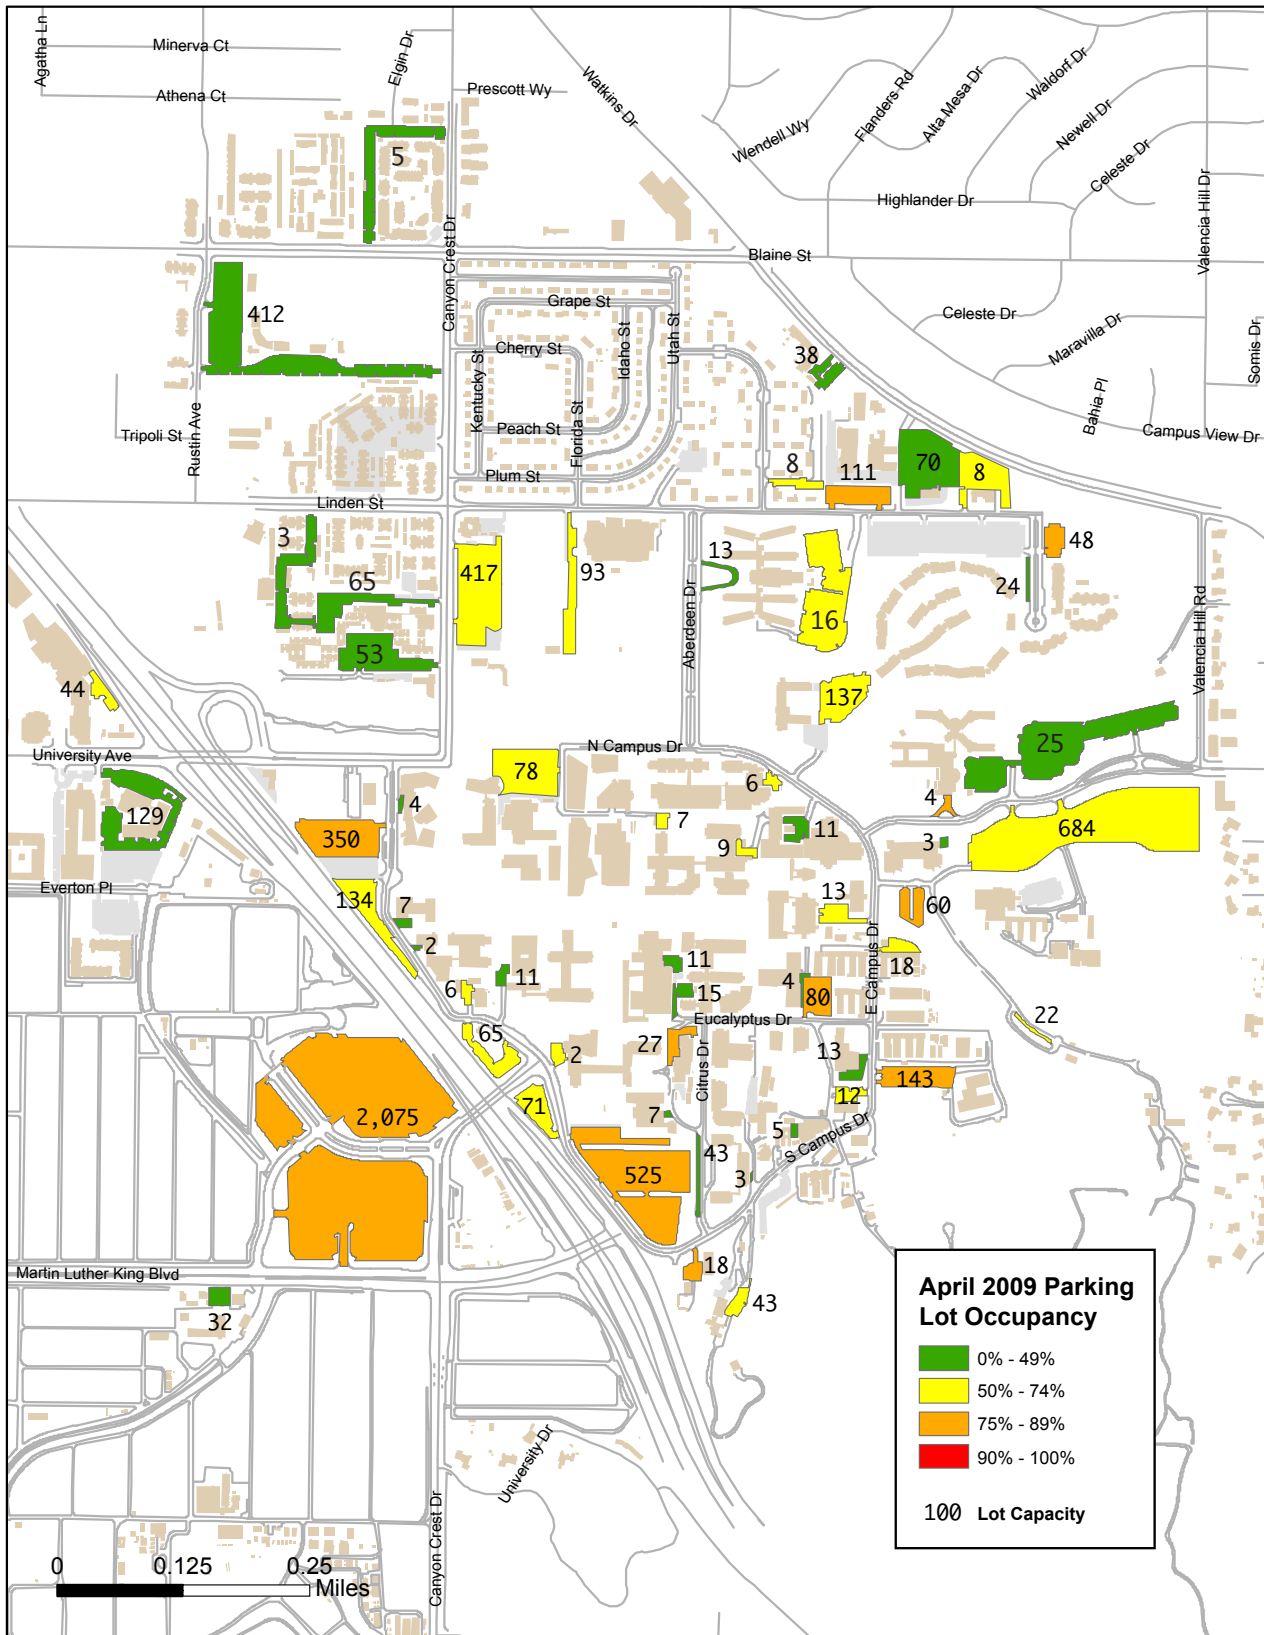 Agatha Ln
Minerva Ct
Elgin Dr
Athena Ct
Prescott Wy
Watkins Dr
Wendell Wy
Flanders Rd
Alta Mesa Dr
Waldorf Dr
Newell Dr
Celeste Dr
Highlander Dr
Valencia Hill Dr
5
Canyon Crest Dr
Blaine St
412
Grape St
Celeste Dr
Maravilla Dr
Somis Dr
Cherry St
Idaho St
Utah St
38
Kentucky St
Bahia Pl
Rustin Ave
Tripoli St
Peach St
Florida St
Campus View Dr
Plum St
8
111
70
8
Linden St
3
65
417
93
13
48
24
16
Aberdeen Dr
Valencia Hill Rd
53
44
137
University Ave
N Campus Dr
25
78
6
4
4
129
350
7
11
684
9
3
Everton Pl
134
7
13
60
2
E Campus Dr
18
11
11
6
15
4
80
65
Eucalyptus Dr
22
2
27
Citrus Dr
13
143
2,075
71
7
12
5
S Campus Dr
43
525
3
18
Martin Luther King Blvd
43
32
April 2009 Parking
Lot Occupancy
0% - 49%
50% - 74%
75% - 89%
90% - 100%
100 Lot Capacity
University Dr
Canyon Crest Dr
0 0.125 0.25
Miles